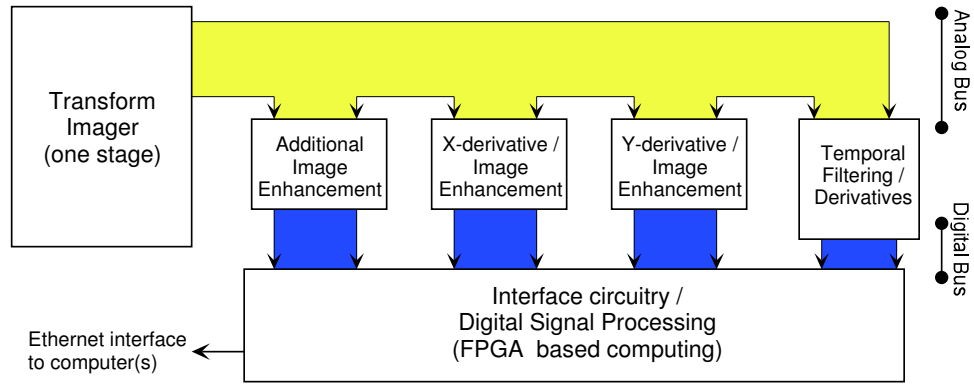 Transform
Imager
(one stage)
Additional
Image
Enhancement
X-derivative /
Image
Enhancement
Y-derivative /
Image
Enhancement
Temporal
Filtering /
Derivatives
Analog Bus
Digital Bus
Interface circuitry /
Digital Signal Processing
(FPGA based computing)
Ethernet interface
to computer(s)